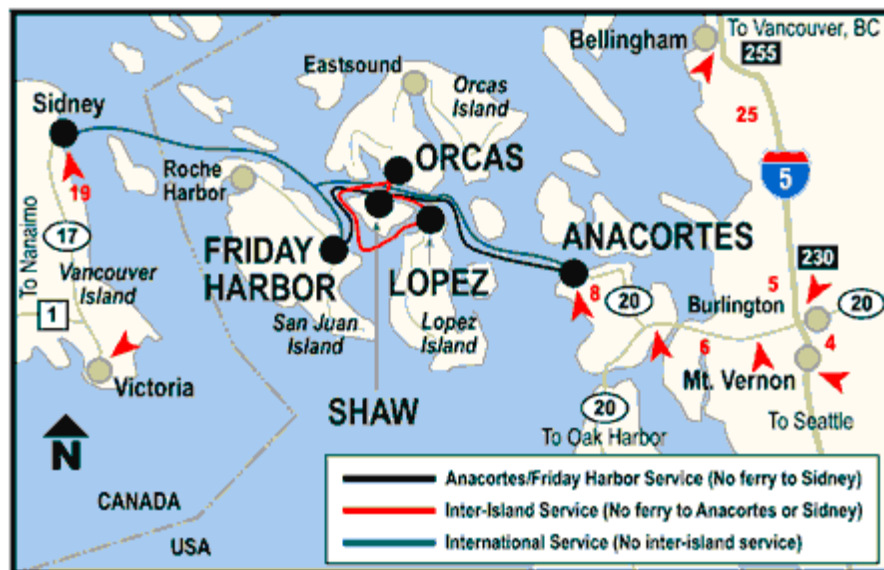 To Vancouver, BC
Bellingham
255
Eastsound
Orcas
Island
Sidney
25
ORCAS
5
Roche
Harbor
19
To Nanaimo
17
FRIDAY
HARBOR
ANACORTES
Vancouver
Island
LOPEZ
230
5
8
20
Burlington
20
1
San Juan
Island
Lopez
Island
6
4
Victoria
Mt. Vernon
SHAW
20
To Seattle
To Oak Harbor
N
Anacortes/Friday Harbor Service (No ferry to Sidney)
Inter-Island Service (No ferry to Anacortes or Sidney)
International Service (No inter-island service)
CANADA
USA